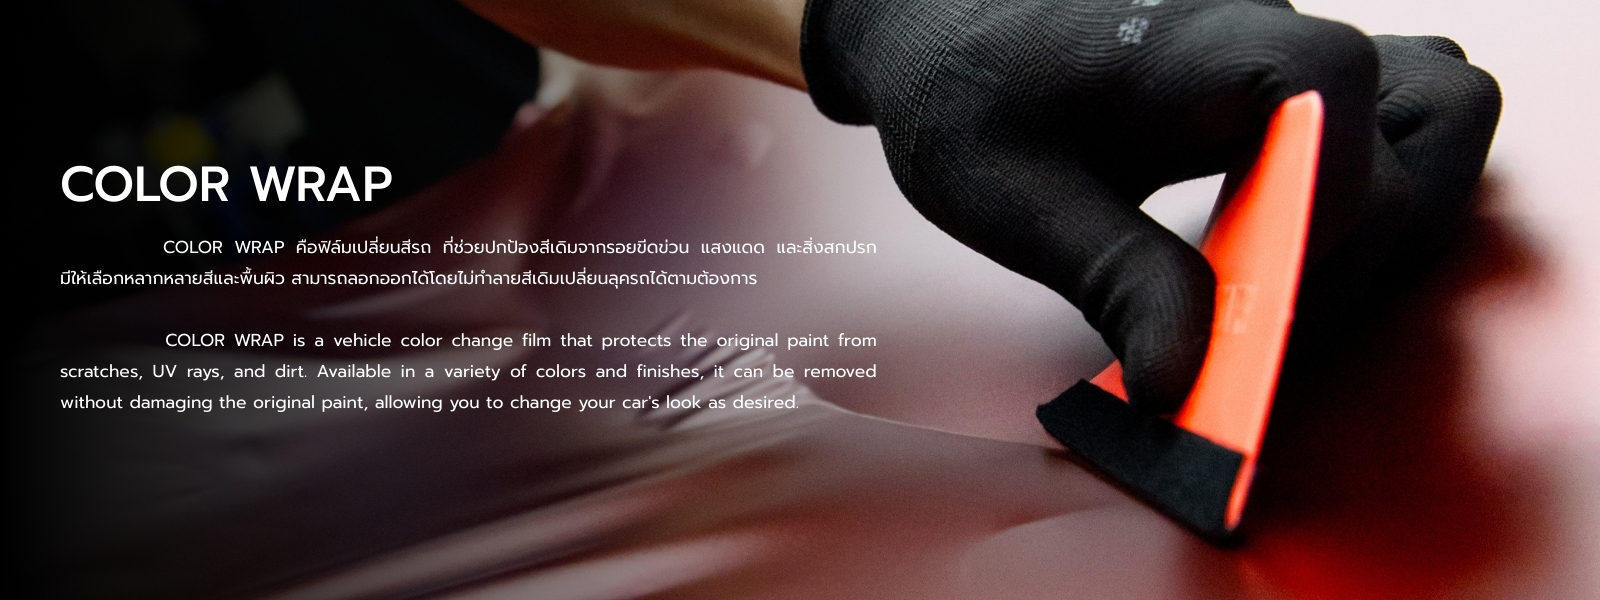 COLOR WRAP
COLOR WRAP คือฟิล์มเปลี่ยนสีรถ ที่ช่วยปกป้องสีเดิมจากรอยขีดข่วน แสงแดด และสิ่งสกปรก
มีให้เลือกหลากหลายสีและพื้นผิว สามารถลอกออกได้โดยไม่ทำลายสีเดิมเปลี่ยนลุครถได้ตามต้องการ
COLOR WRAP is a vehicle color change film that protects the original paint from
scratches, UV rays, and dirt. Available in a variety of colors and finishes, it can be removed
without damaging the original paint, allowing you to change your car's look as desired.